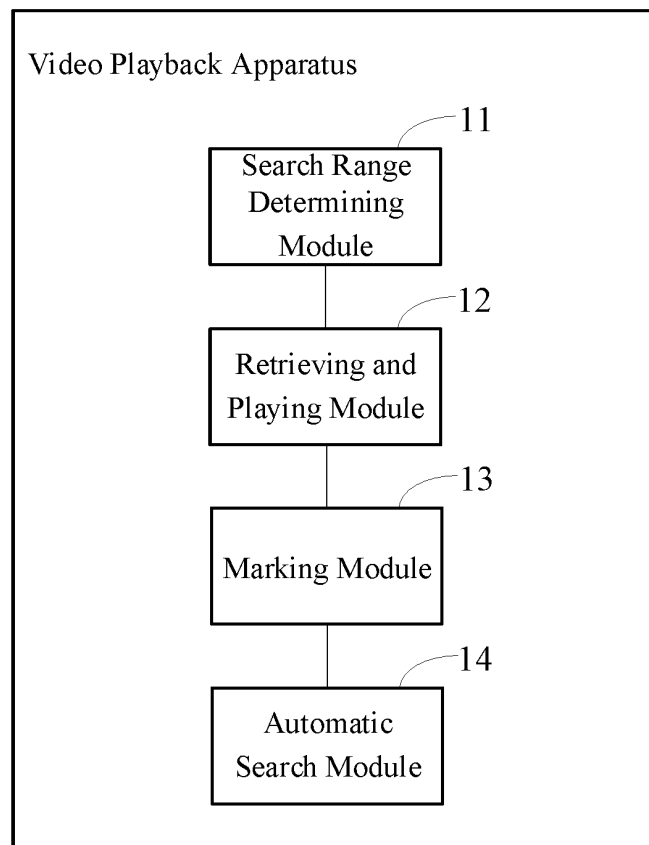 Video Playback Apparatus
11
Search Range
Determining
Module
12
Retrieving and
Playing Module
13
Marking Module
14
Automatic
Search Module